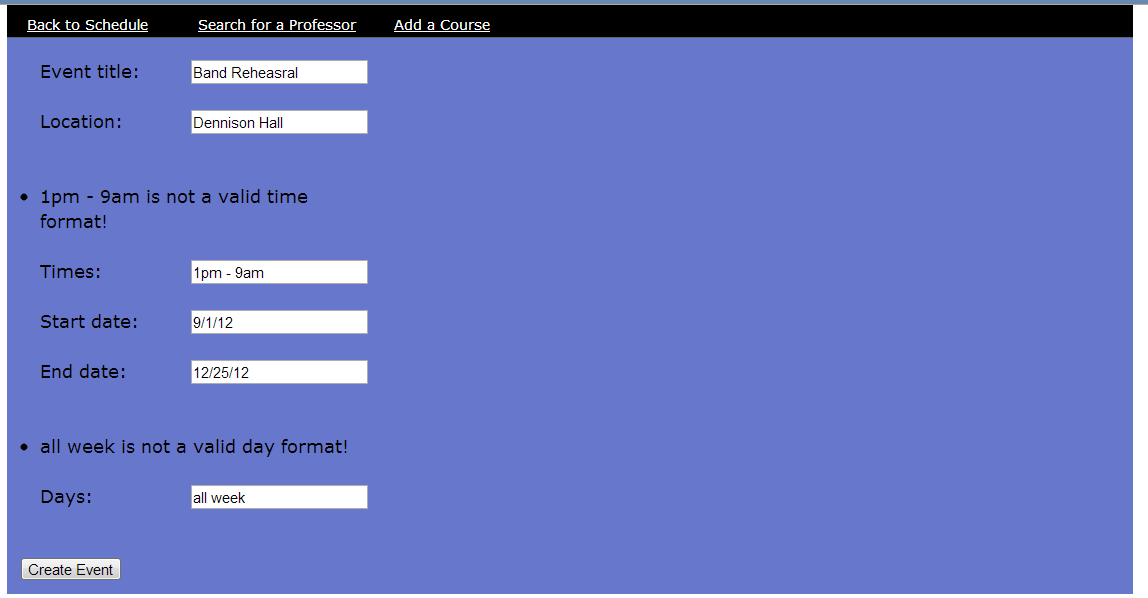 Back to Schedule Search for a Professor Add a Course
Event title: Band Reheasral
Location: Dennison Hall
1pm - 9am is not a valid time
format!
Times: 1pm - 9am
Start date: 9/1/12
End date: 12/25/12
all week is not a valid day format!
Days: all week
Create Event